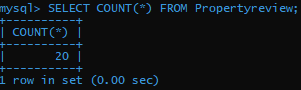 mysql> SELECT COUNT(*) FROM Propertyreview;
+----------+
| COUNT(*) |
+----------+
|       20 |
+----------+
1 row in set (0.00 sec)